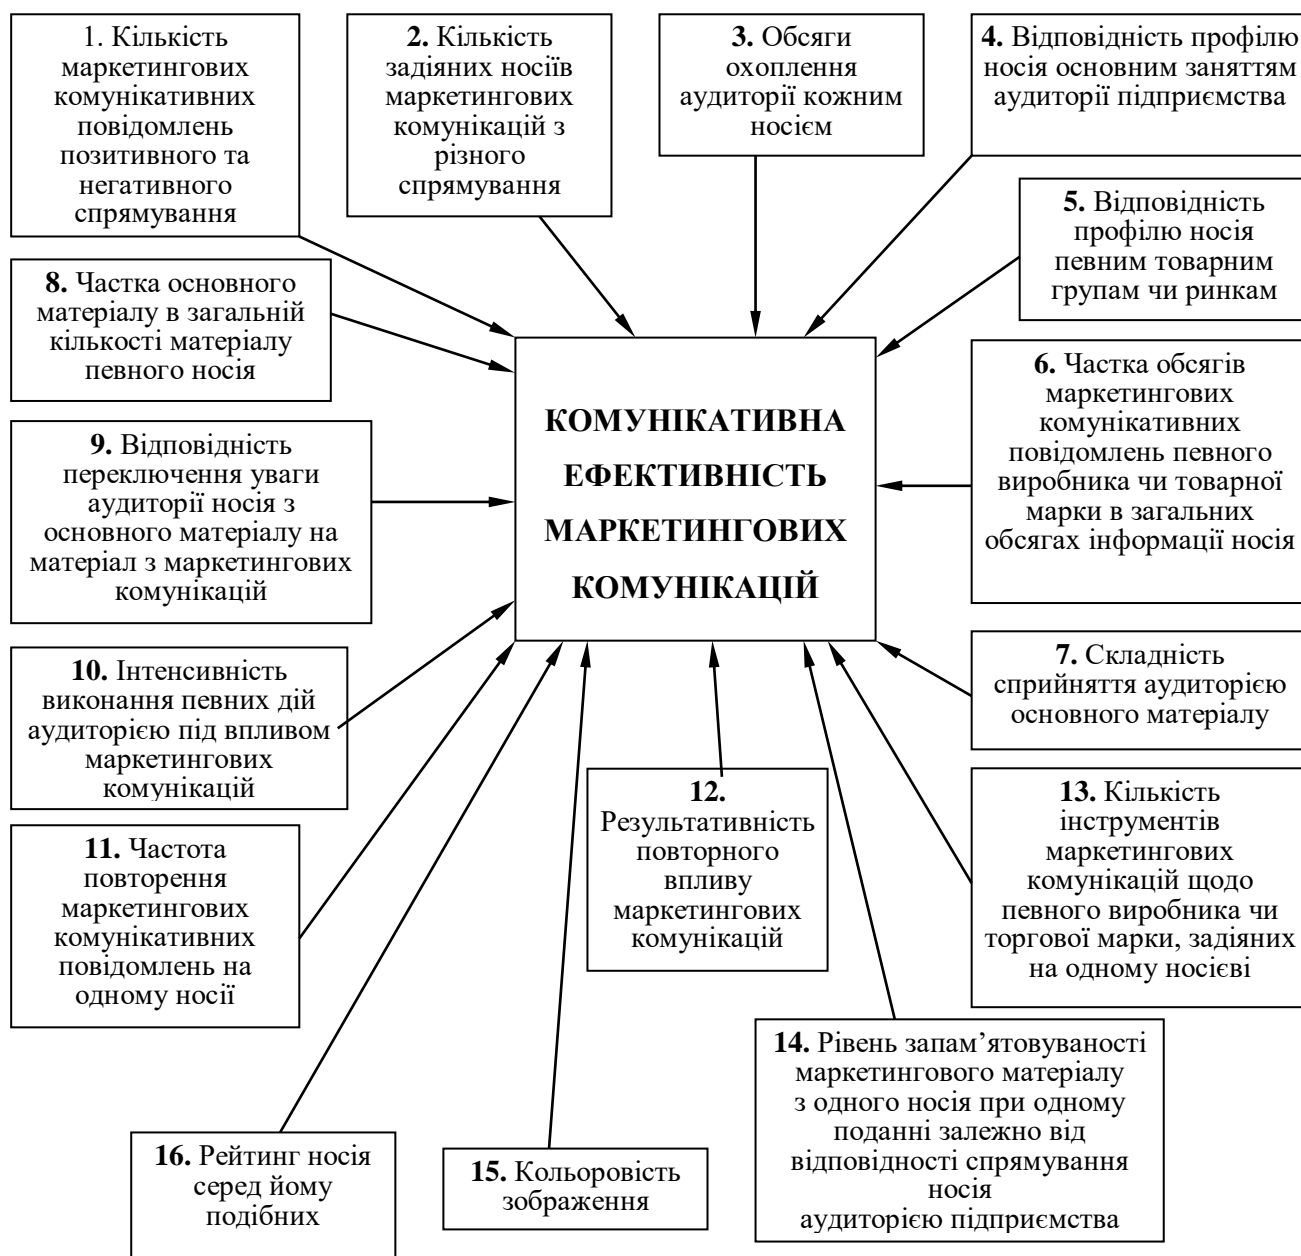 1. Кількість
маркетингових
комунікативних
повідомлень
позитивного та
негативного
спрямування
2. Кількість
задіяних носіїв
маркетингових
комунікацій з
різного
спрямування
3. Обсяги
охоплення
аудиторії кожним
носієм
4. Відповідність профілю
носія основним заняттям
аудиторії підприємства
5. Відповідність
профілю носія
певним товарним
групам чи ринкам
8. Частка основного
матеріалу в загальній
кількості матеріалу
певного носія
6. Частка обсягів
маркетингових
комунікативних
повідомлень певного
виробника чи товарної
марки в загальних
обсягах інформації носія
КОМУНІКАТИВНА
ЕФЕКТИВНІСТЬ
МАРКЕТИНГОВИХ
КОМУНІКАЦІЙ
9. Відповідність
переключення уваги
аудиторії носія з
основного матеріалу на
матеріал з маркетингових
комунікацій
7. Складність
сприйняття аудиторією
основного матеріалу
10. Інтенсивність
виконання певних дій
аудиторією під впливом
маркетингових
комунікацій
12.
Результативність
повторного
впливу
маркетингових
комунікацій
13. Кількість
інструментів
маркетингових
комунікацій щодо
певного виробника чи
торгової марки, задіяних
на одному носієві
11. Частота
повторення
маркетингових
комунікативних
повідомлень на
одному носії
14. Рівень запам’ятовуваності
маркетингового матеріалу
з одного носія при одному
поданні залежно від
відповідності спрямування
носія
аудиторією підприємства
16. Рейтинг носія
серед йому
подібних
15. Кольоровість
зображення